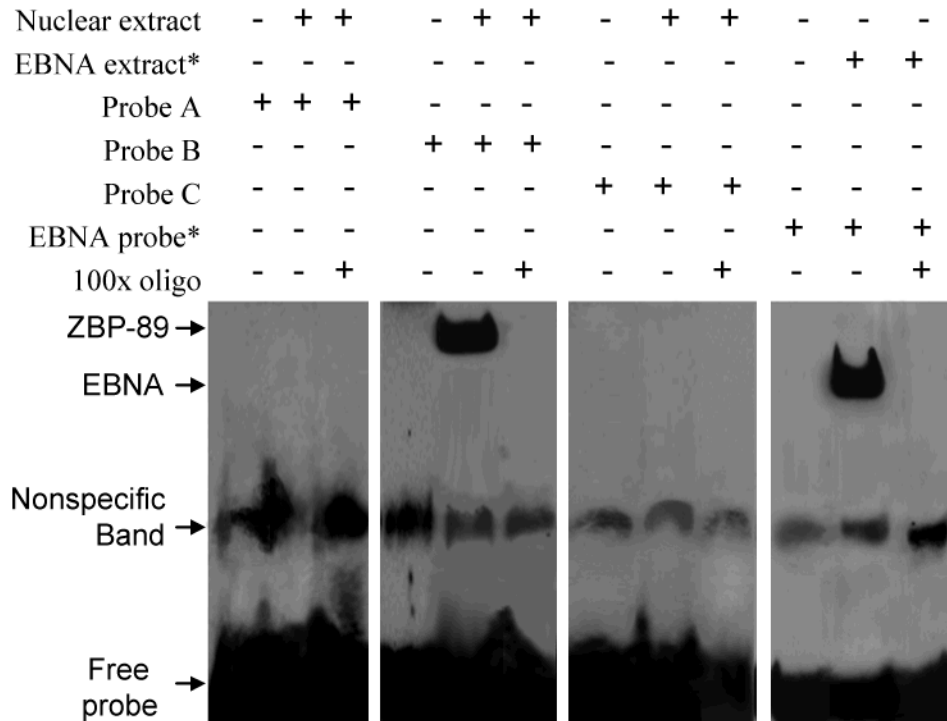 Nuclear extract - + + - + + - + + - - -
EBNA extract* - - - - - - - - - - + +
Probe A + + + - - - - - - - - -
Probe B - - - + + + - - - - - -
Probe C - - - - - - + + + - - -
EBNA probe* - - - - - - - - - + + +
100x oligo - - + - - + - - + - - +
ZBP-89
EBNA
Nonspecific
Band
Free
probe